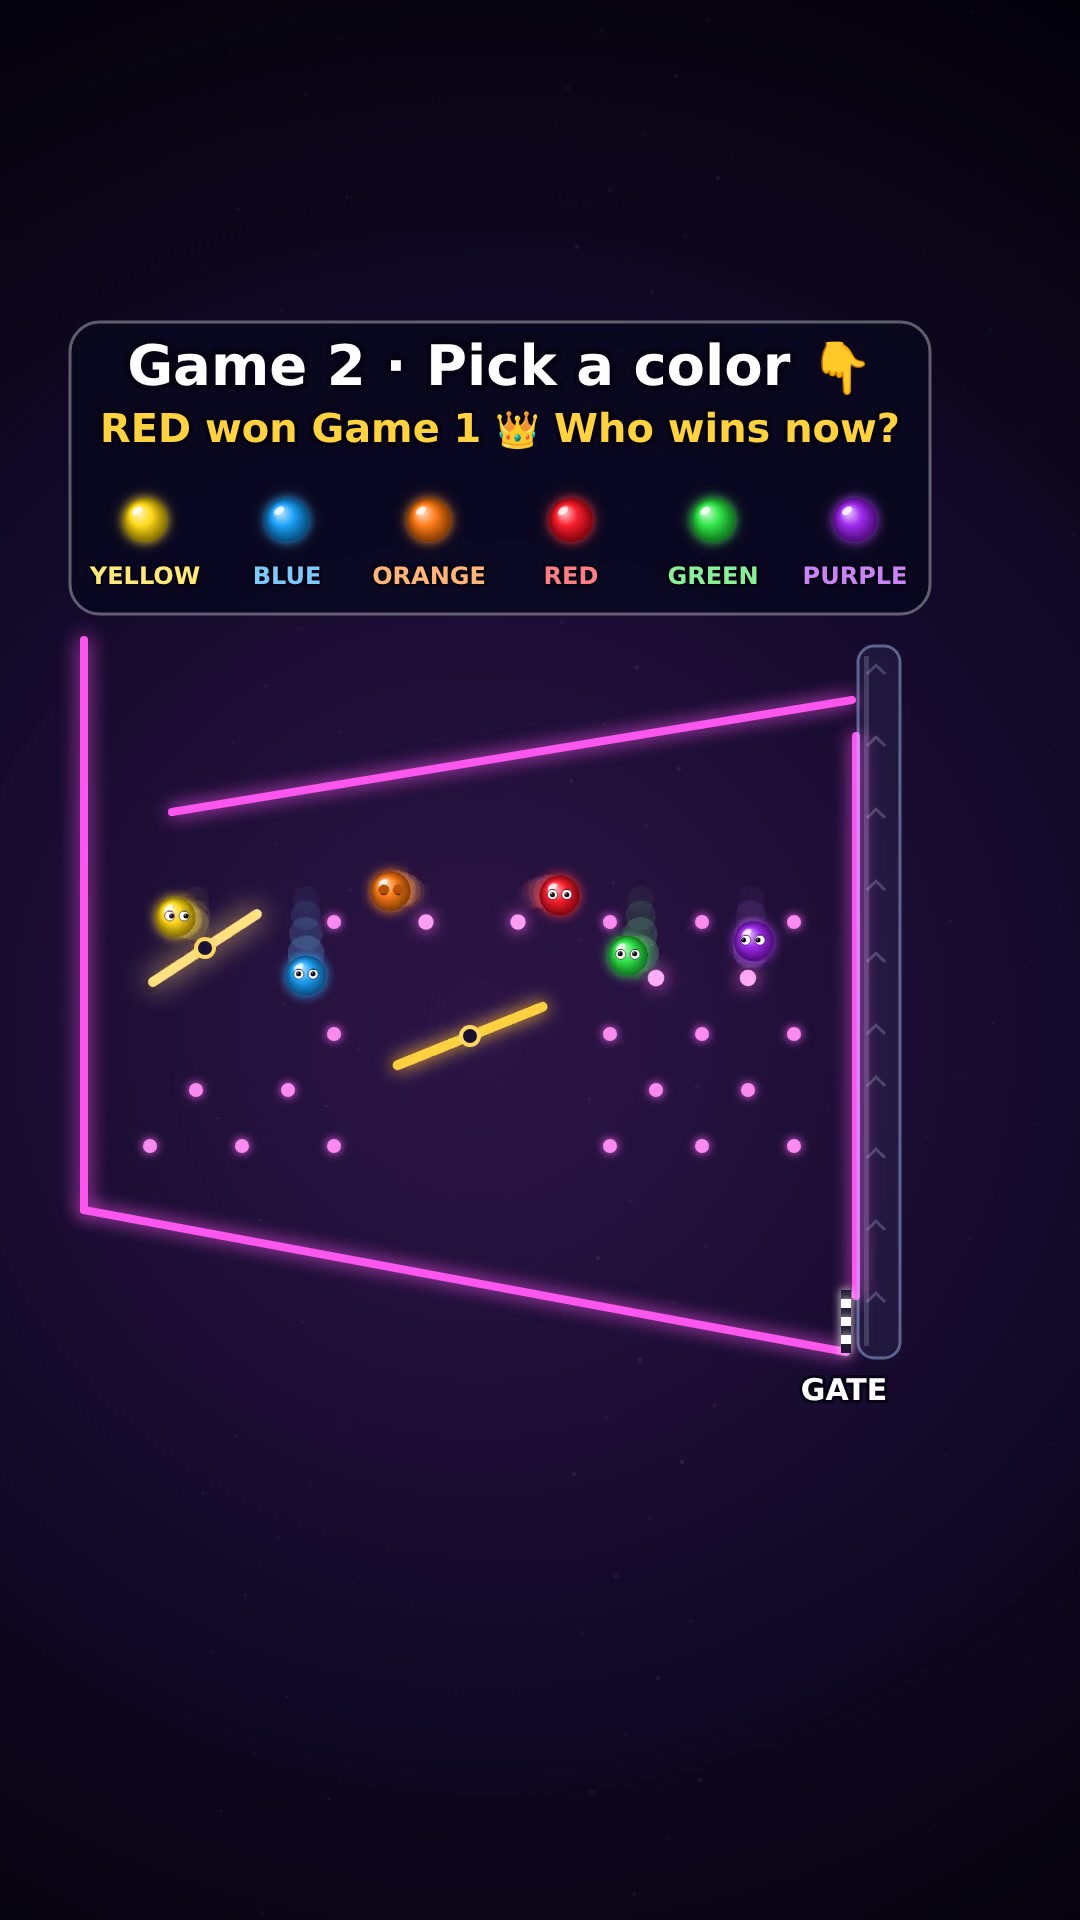 Game 2 · Pick a color 👇
RED won Game 1 👑 Who wins now?
YELLOW BLUE ORANGE RED GREEN PURPLE
GATE